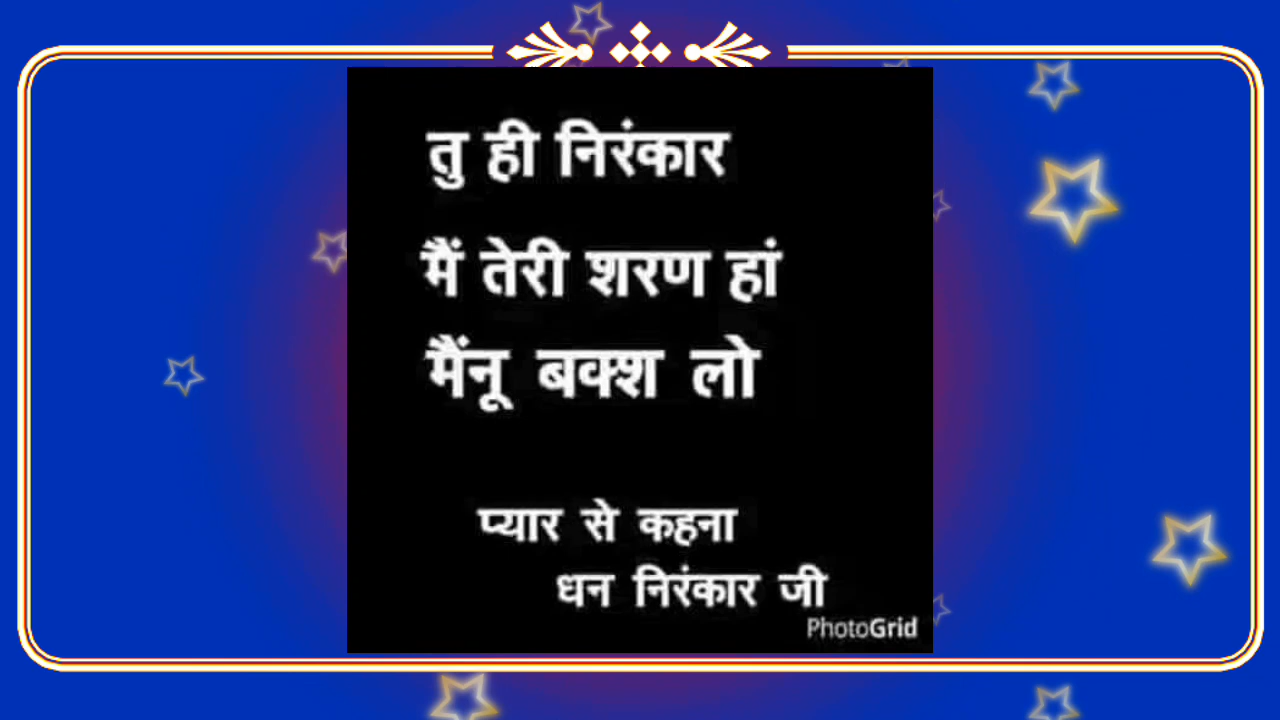 तु ही निरंकार
मैं तेरी शरण हां
मैंनू बक्श लो
प्यार से कहना
धन निरंकार जी
PhotoGrid